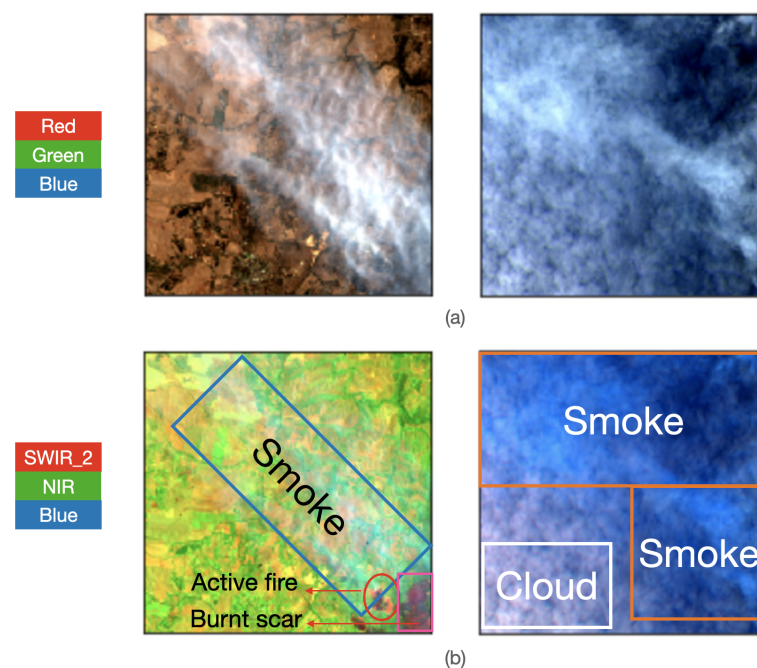 Red
Green
Blue
(a)
SWIR_2
NIR
Blue
Smoke
Active fire
Burnt scar
Smoke
Smoke
Cloud
(b)